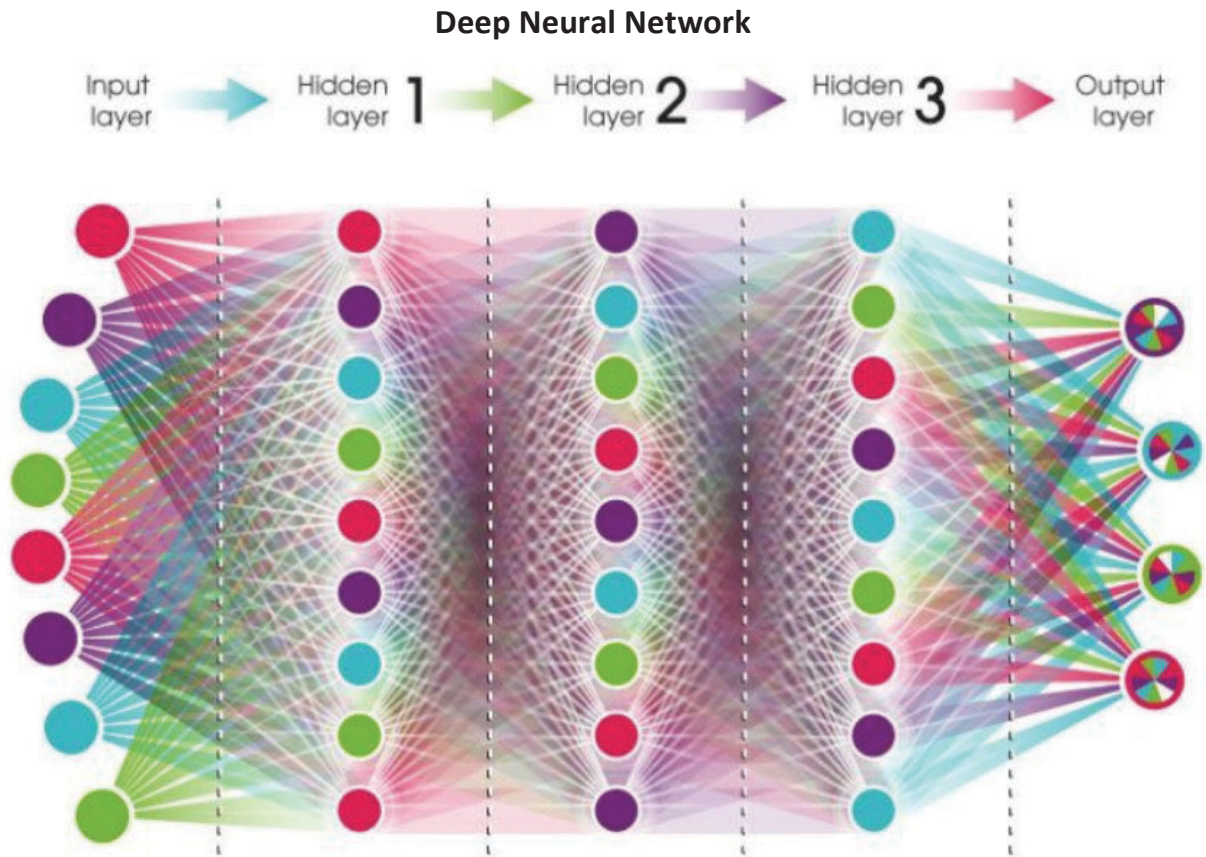 Deep Neural Network
Input layer
Hidden layer 1
Hidden layer 2
Hidden layer 3
Output layer